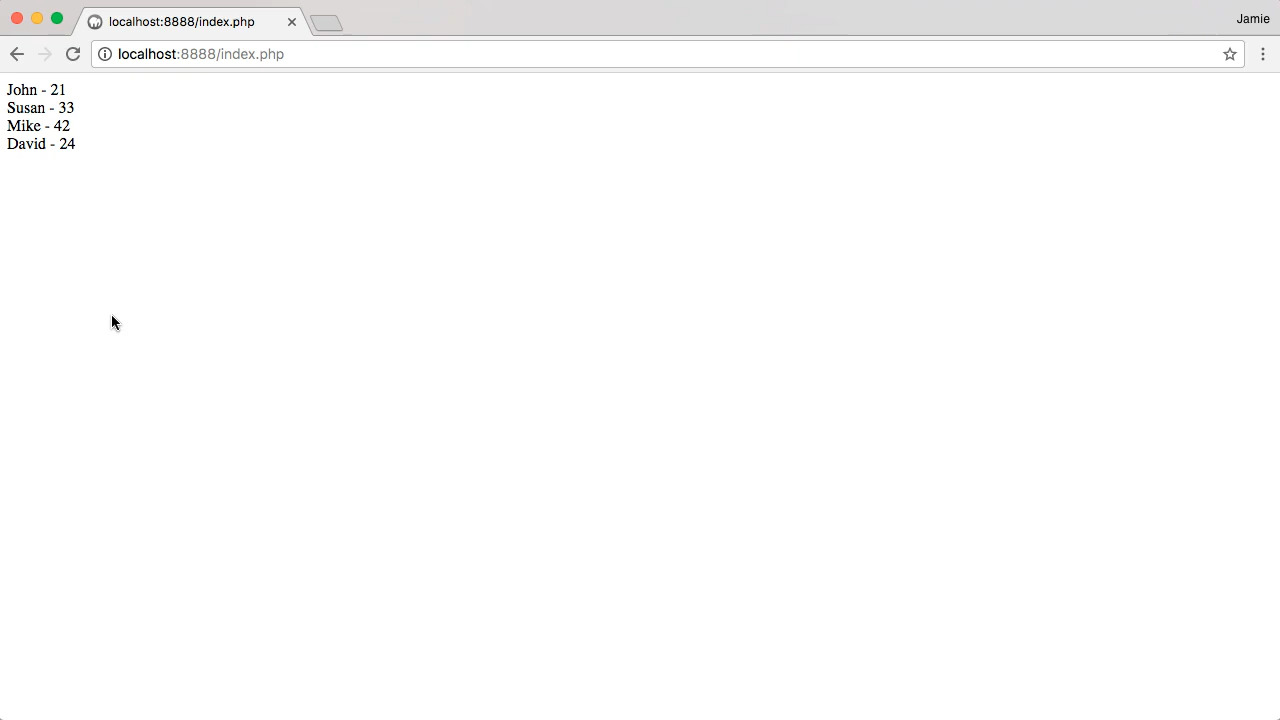 localhost:8888/index.php
Jamie
localhost:8888/index.php
John - 21
Susan - 33
Mike - 42
David - 24